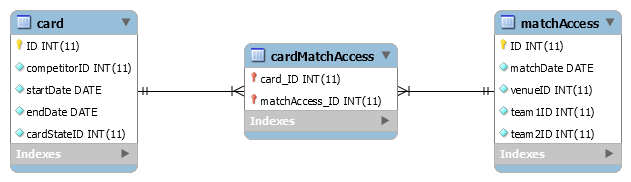 card
ID INT(11)
competitorID INT(11)
startDate DATE
endDate DATE
cardStateID INT(11)
Indexes
cardMatchAccess
card_ID INT(11)
matchAccess_ID INT(11)
Indexes
matchAccess
ID INT(11)
matchDate DATE
venueID INT(11)
team1ID INT(11)
team2ID INT(11)
Indexes